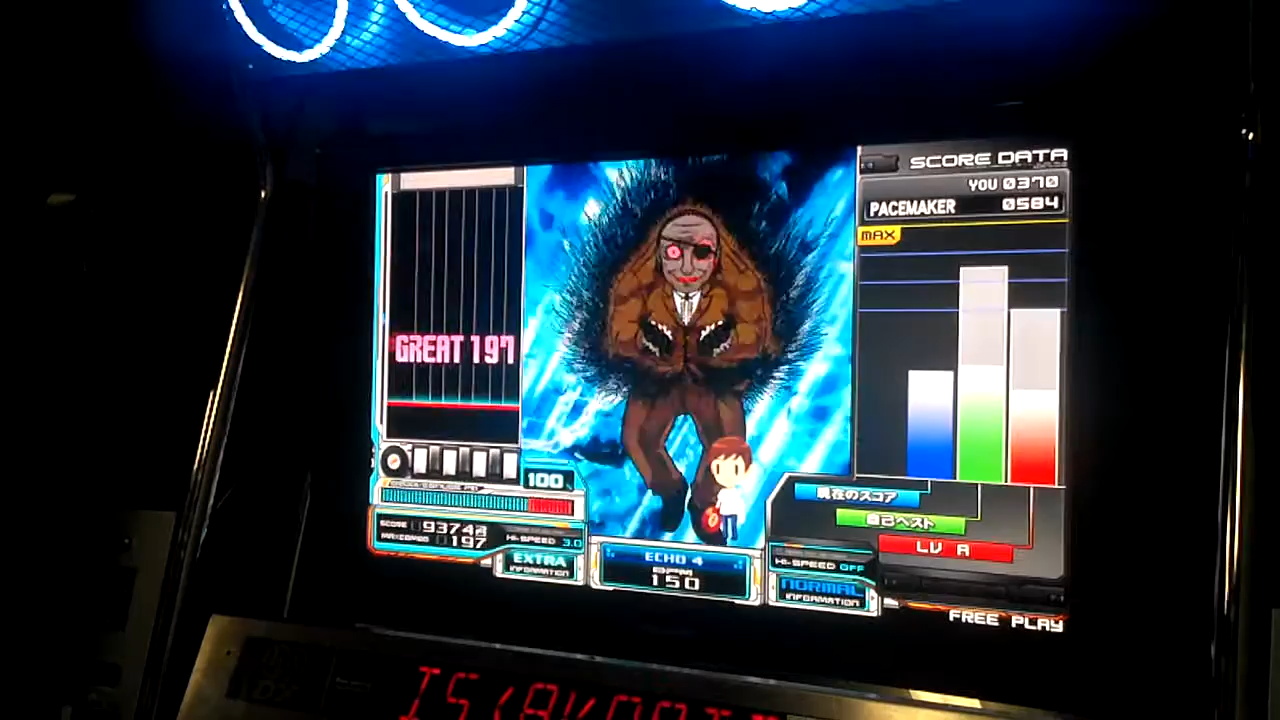 SCORE DATA
YOU 0370
PACEMAKER 0584
MAX
GREAT 197
100
SCORE 93742
MAXCOMBO 197
HI-SPEED 3.0
EXTRA
INFORMATION
ECHO 4
BPM
150
現在のスコア
自己ベスト
LV A
HI-SPEED OFF
NORMAL
INFORMATION
FREE PLAY